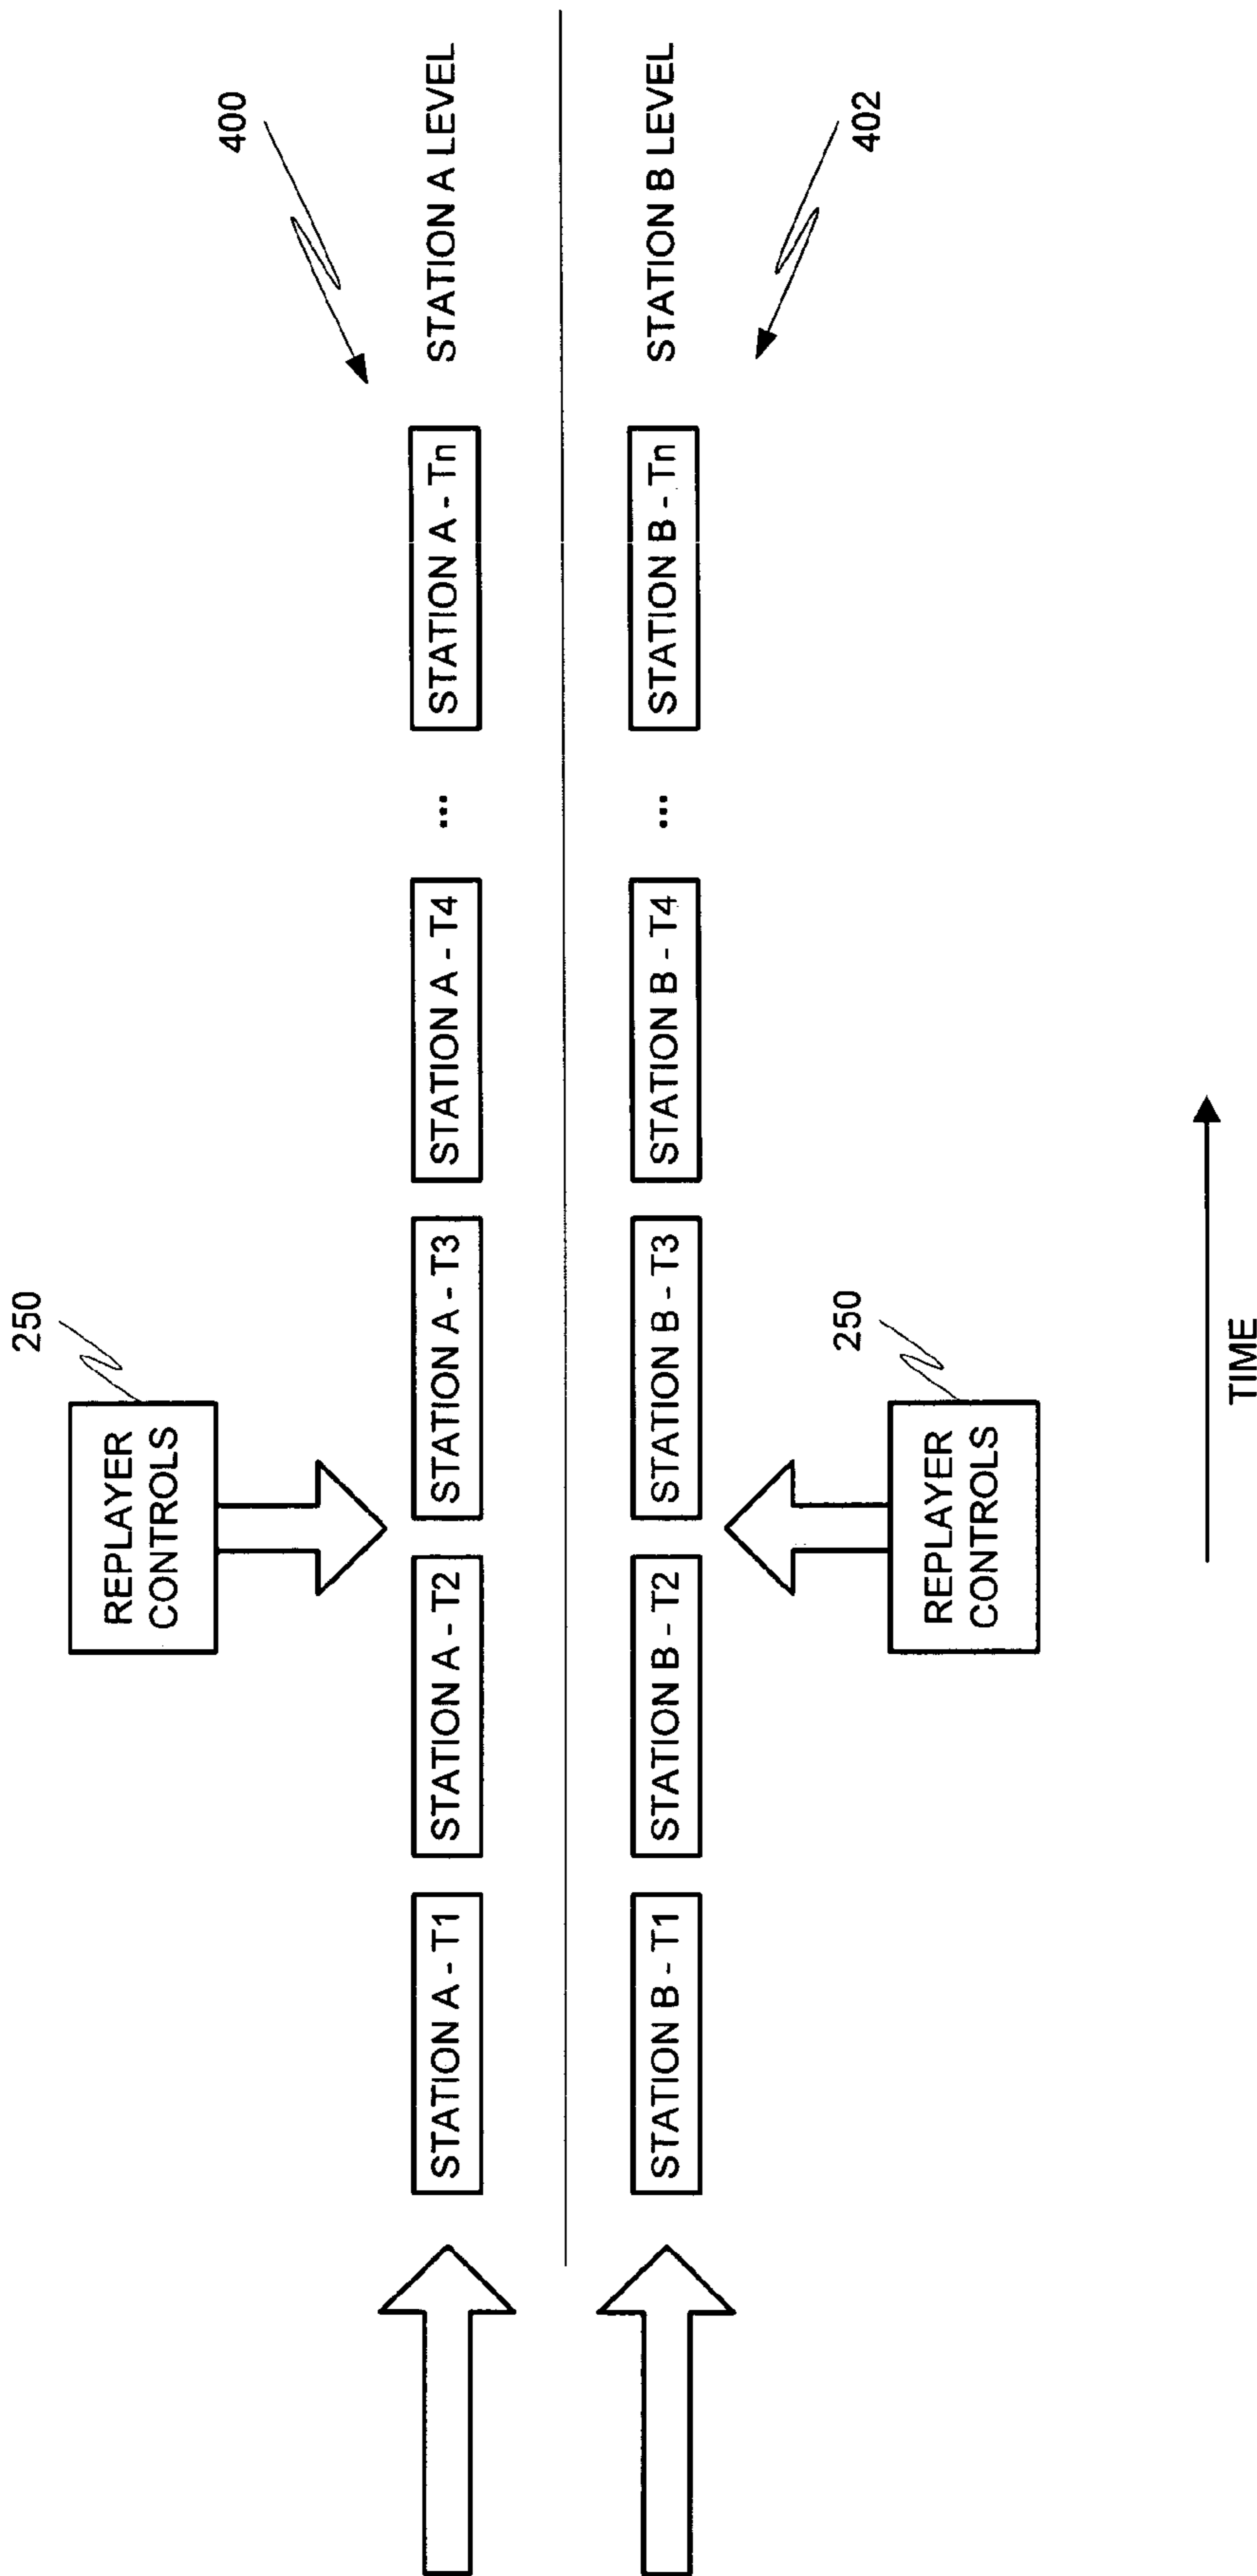 250
REPLAYER
CONTROLS
400
STATION A - T1
STATION A - T2
STATION A - T3
STATION A - T4
...
STATION A - Tn
STATION A LEVEL
STATION B - T1
STATION B - T2
STATION B - T3
STATION B - T4
...
STATION B - Tn
STATION B LEVEL
402
250
REPLAYER
CONTROLS
TIME